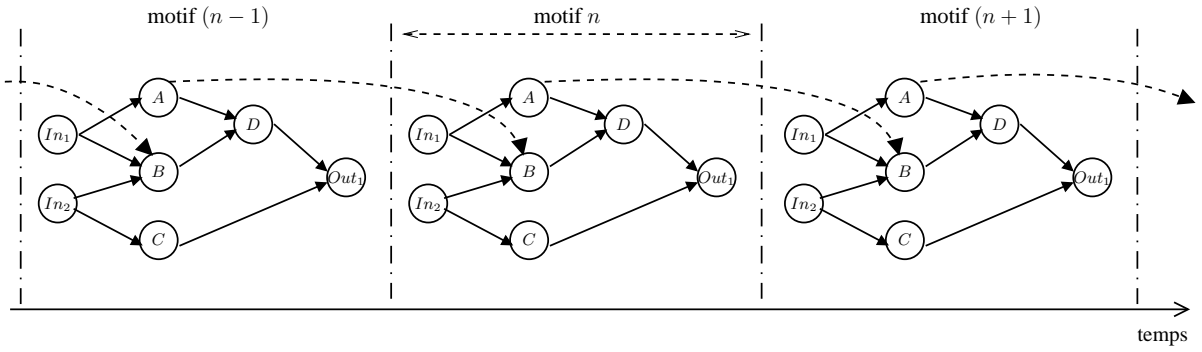 motif (n − 1) motif n motif (n + 1)
A A A
In₁ D In₁ D In₁ D
B B B
Out₁ Out₁ Out₁
In₂ In₂ In₂
C C C
temps